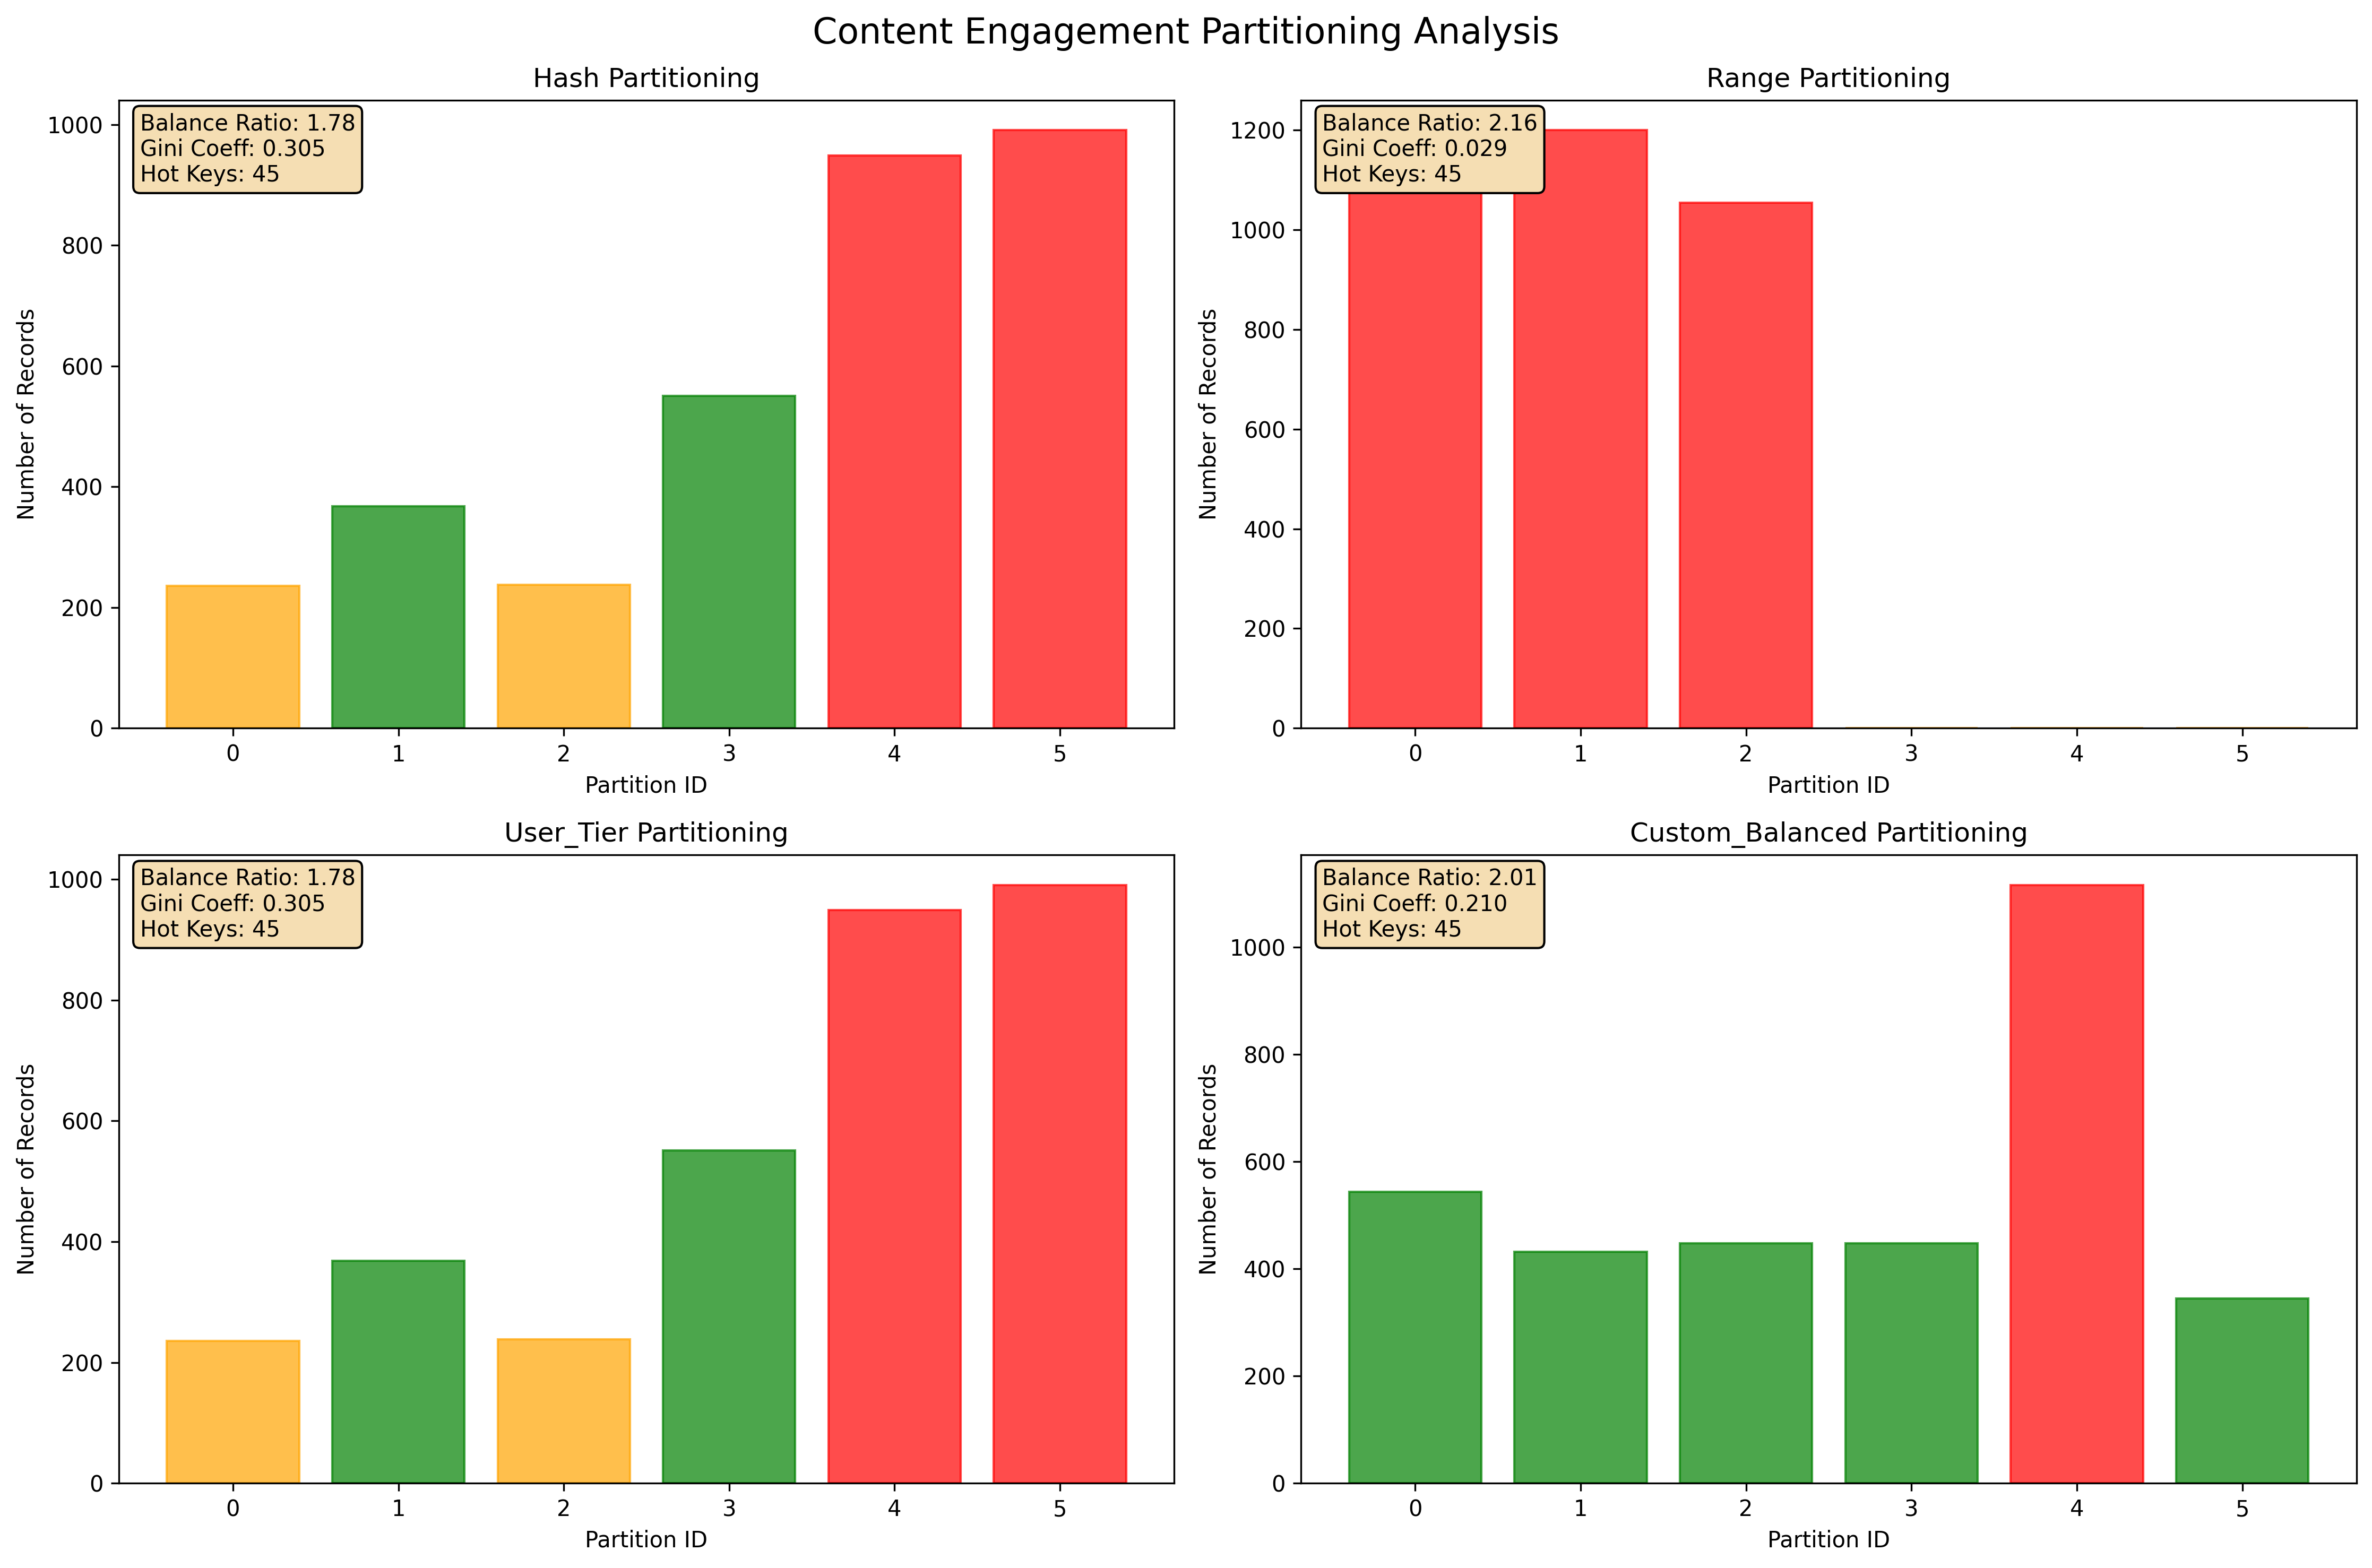 Content Engagement Partitioning Analysis
Hash Partitioning
Balance Ratio: 1.78
Gini Coeff: 0.305
Hot Keys: 45
Number of Records
1000
800
600
400
200
0
0 1 2 3 4 5
Partition ID
Range Partitioning
Balance Ratio: 2.16
Gini Coeff: 0.029
Hot Keys: 45
Number of Records
1200
1000
800
600
400
200
0
0 1 2 3 4 5
Partition ID
User_Tier Partitioning
Balance Ratio: 1.78
Gini Coeff: 0.305
Hot Keys: 45
Number of Records
1000
800
600
400
200
0
0 1 2 3 4 5
Partition ID
Custom_Balanced Partitioning
Balance Ratio: 2.01
Gini Coeff: 0.210
Hot Keys: 45
Number of Records
1000
800
600
400
200
0
0 1 2 3 4 5
Partition ID